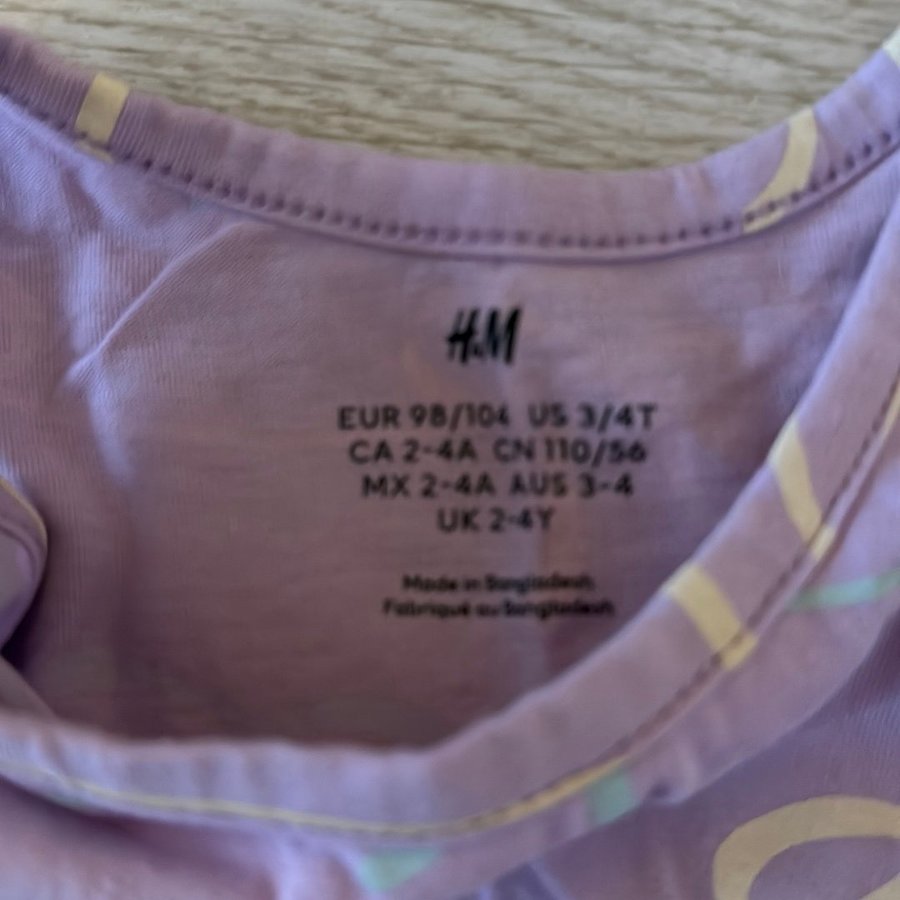 H&M
EUR 98/104 US 3/4T
CA 2-4A CN 110/56
MX 2-4A AUS 3-4
UK 2-4Y
Made in Bangladesh
Fabriqué au Bangladesh